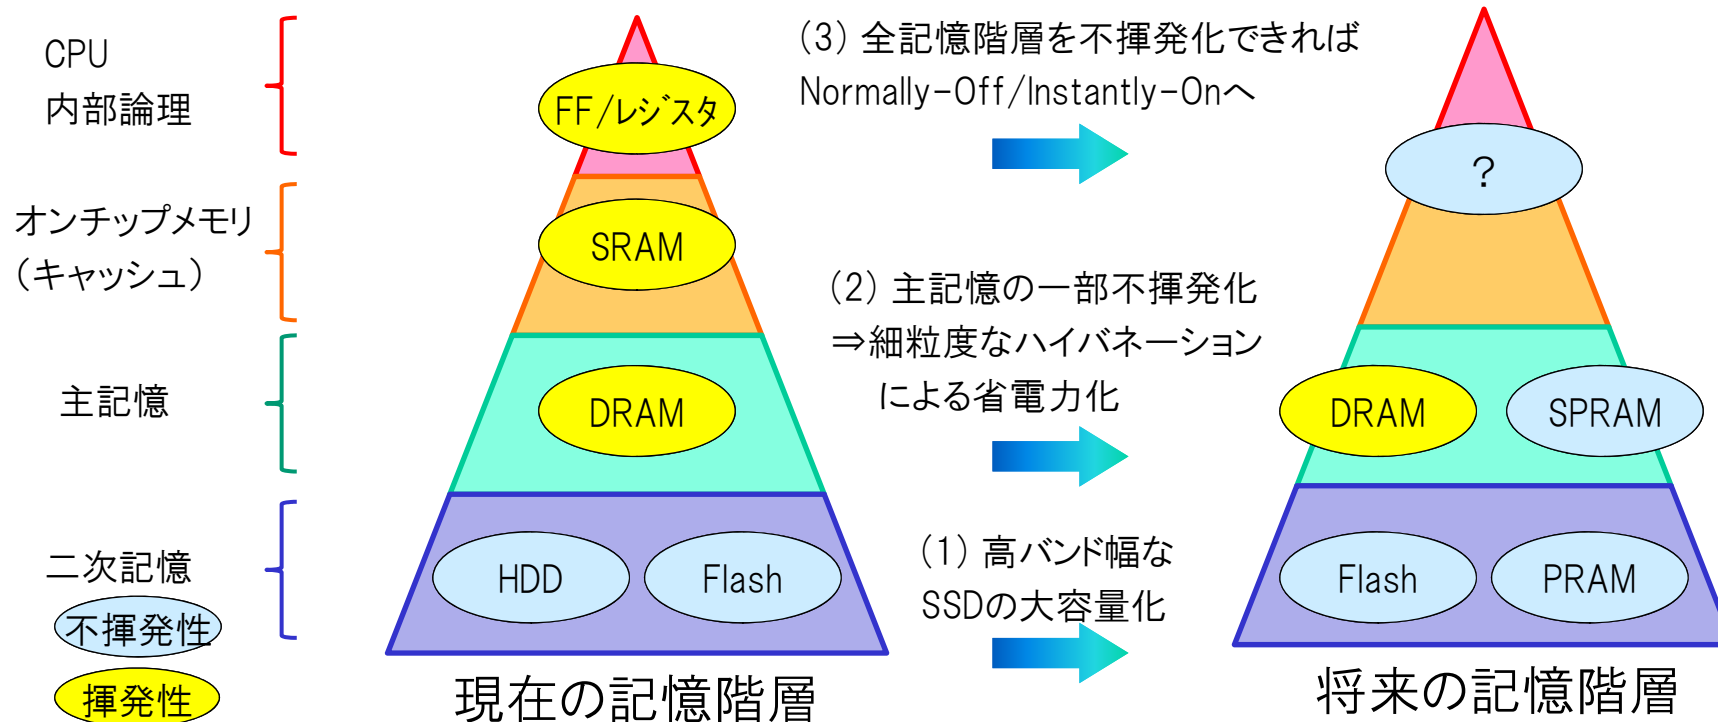 CPU
内部論理
オンチップメモリ
（キャッシュ）
主記憶
二次記憶
不揮発性
揮発性
FF/レジスタ
SRAM
DRAM
HDD
Flash
現在の記憶階層
(3) 全記憶階層を不揮発化できれば
Normally-Off/Instantly-Onへ
(2) 主記憶の一部不揮発化
⇒細粒度なハイバネーション
による省電力化
(1) 高バンド幅な
SSDの大容量化
?
DRAM
SPRAM
Flash
PRAM
将来の記憶階層